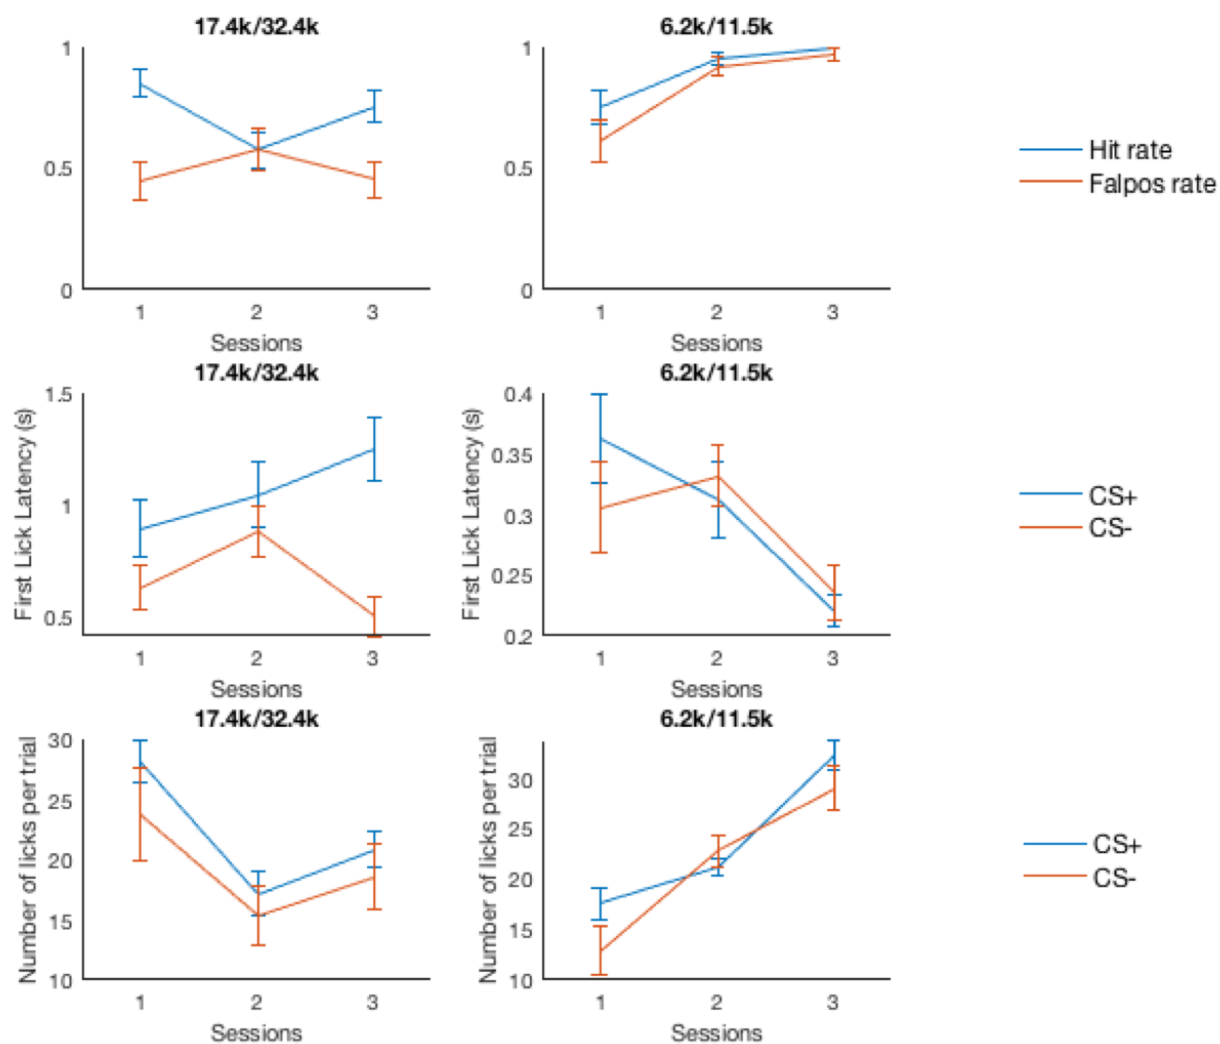 17.4k/32.4k
6.2k/11.5k
1
0.5
0
1 2 3
Sessions
1
0.5
0
1 2 3
Sessions
Hit rate
Falpos rate
17.4k/32.4k
6.2k/11.5k
First Lick Latency (s)
1.5
1
0.5
1 2 3
Sessions
First Lick Latency (s)
0.4
0.35
0.3
0.25
0.2
1 2 3
Sessions
CS+
CS-
17.4k/32.4k
6.2k/11.5k
Number of licks per trial
30
25
20
15
10
1 2 3
Sessions
Number of licks per trial
30
25
20
15
10
1 2 3
Sessions
CS+
CS-